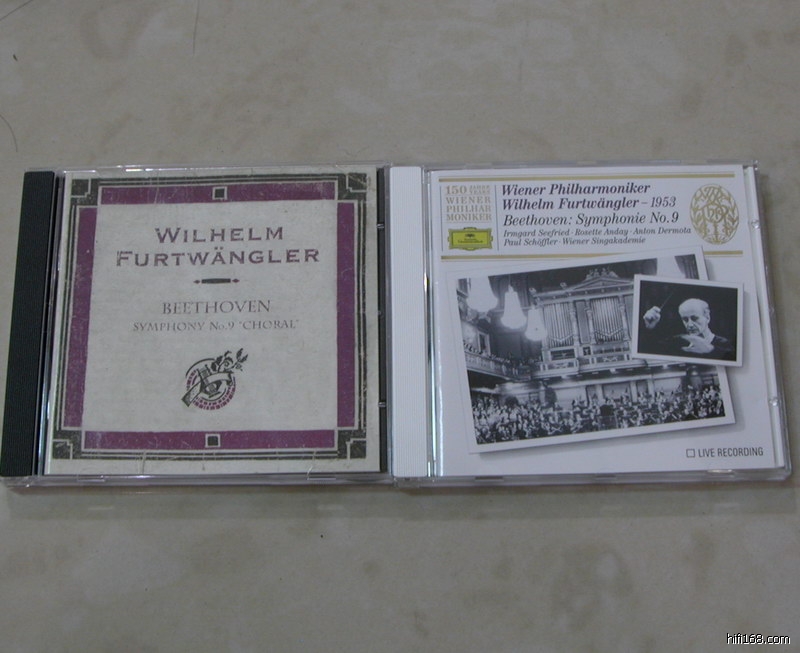 WILHELM
FURTWÄNGLER
BEETHOVEN
SYMPHONY No.9 "CHORAL"
150 JAHRE
WIENER
PHILHAR
MONIKER
Wiener Philharmoniker
Wilhelm Furtwängler – 1953
Beethoven: Symphonie No. 9
Irmgard Seefried · Rosette Anday · Anton Dermota
Paul Schöffler · Wiener Singakademie
LIVE RECORDING
hifi168.com